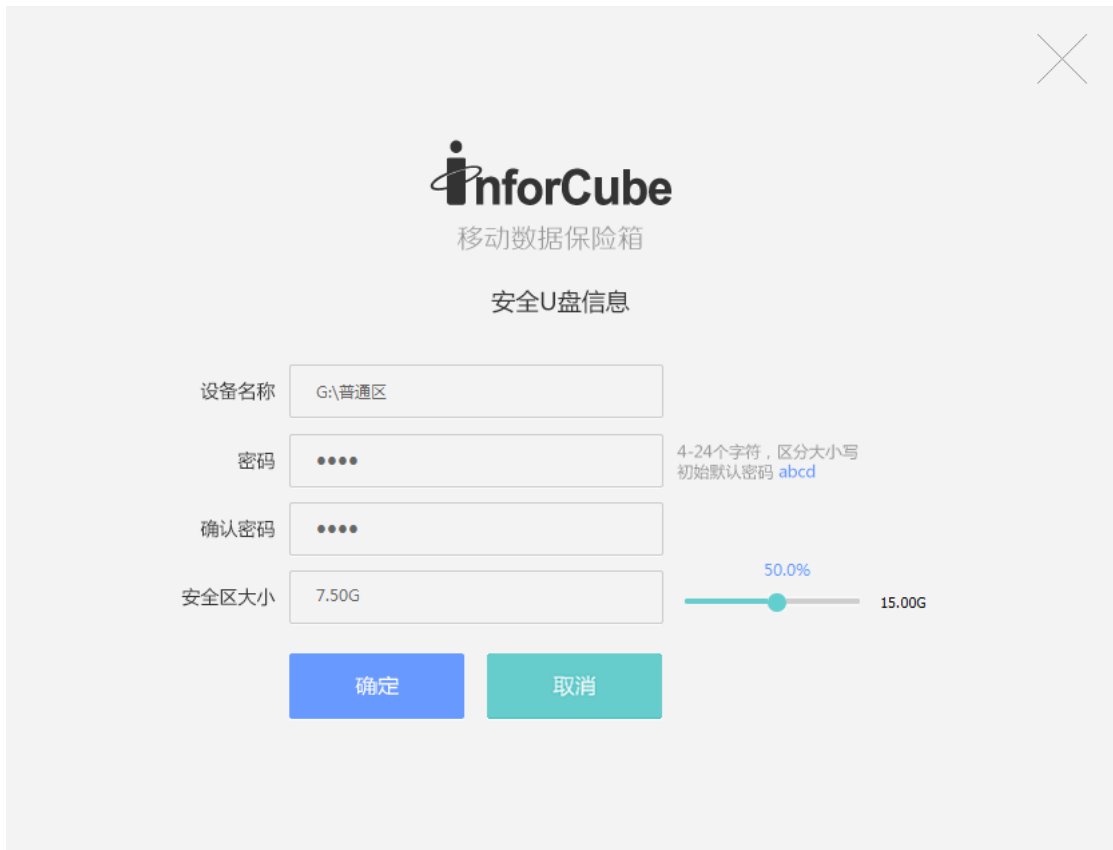 inforCube
移动数据保险箱
安全U盘信息
设备名称 G:\普通区
密码 ●●●● 4-24个字符，区分大小写
初始默认密码 abcd
确认密码 ●●●●
50.0%
安全区大小 7.50G 15.00G
确定 取消